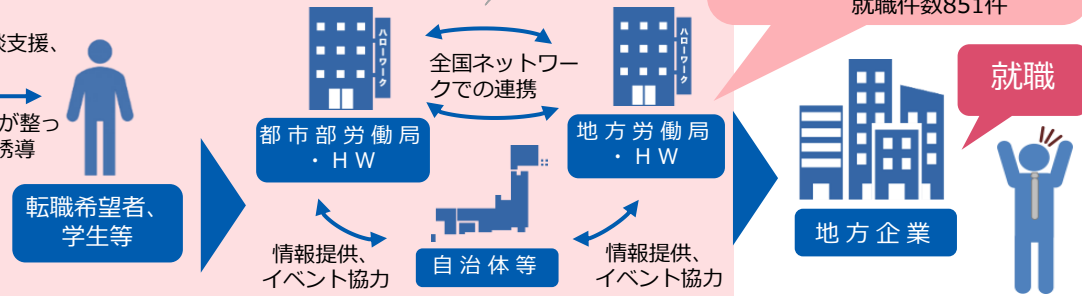 就職件数851件
談支援、
が整っ
誘導
転職希望者、
学生等
ハローワーク
都市部労働局
・HW
全国ネットワー
クでの連携
ハローワーク
地方労働局
・HW
情報提供、
イベント協力
自治体等
情報提供、
イベント協力
地方企業
就職